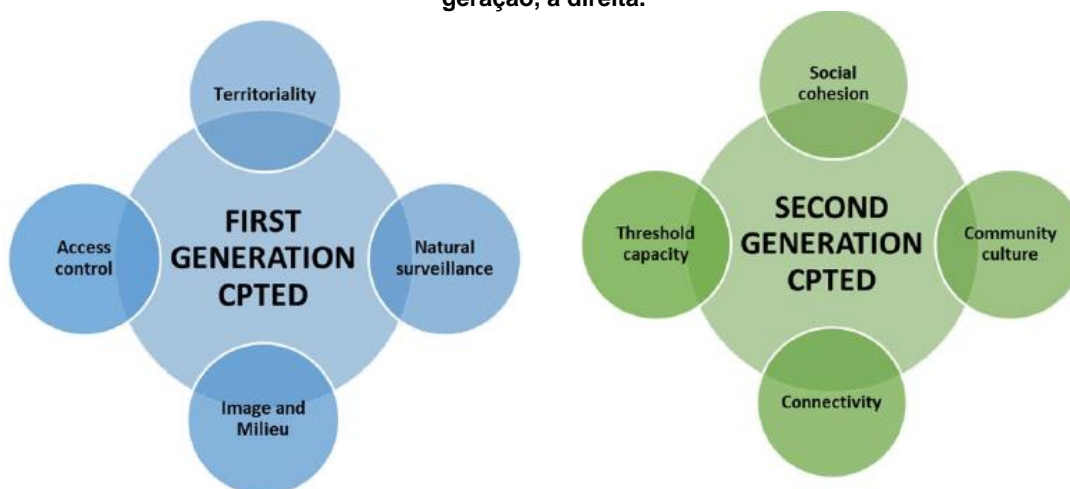 geração, à direita.
Territoriality
Access
control
FIRST
GENERATION
CPTED
Natural
surveillance
Image and
Milieu
Social
cohesion
Threshold
capacity
SECOND
GENERATION
CPTED
Community
culture
Connectivity